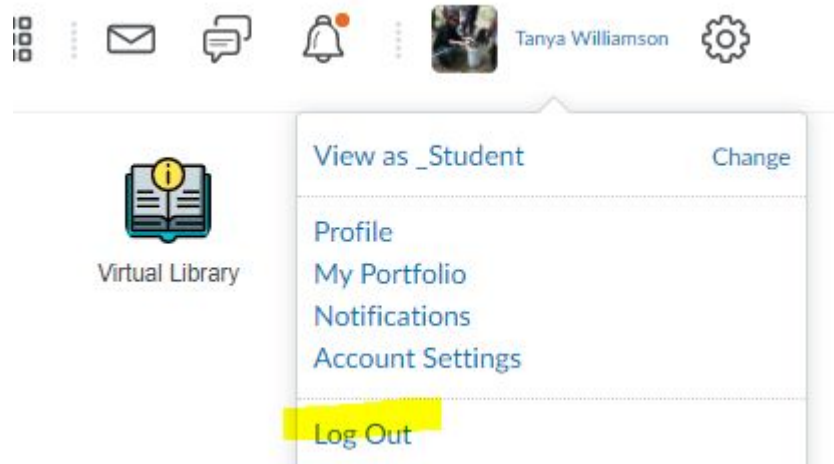 Tanya Williamson
View as _Student Change
Virtual Library
Profile
My Portfolio
Notifications
Account Settings
Log Out